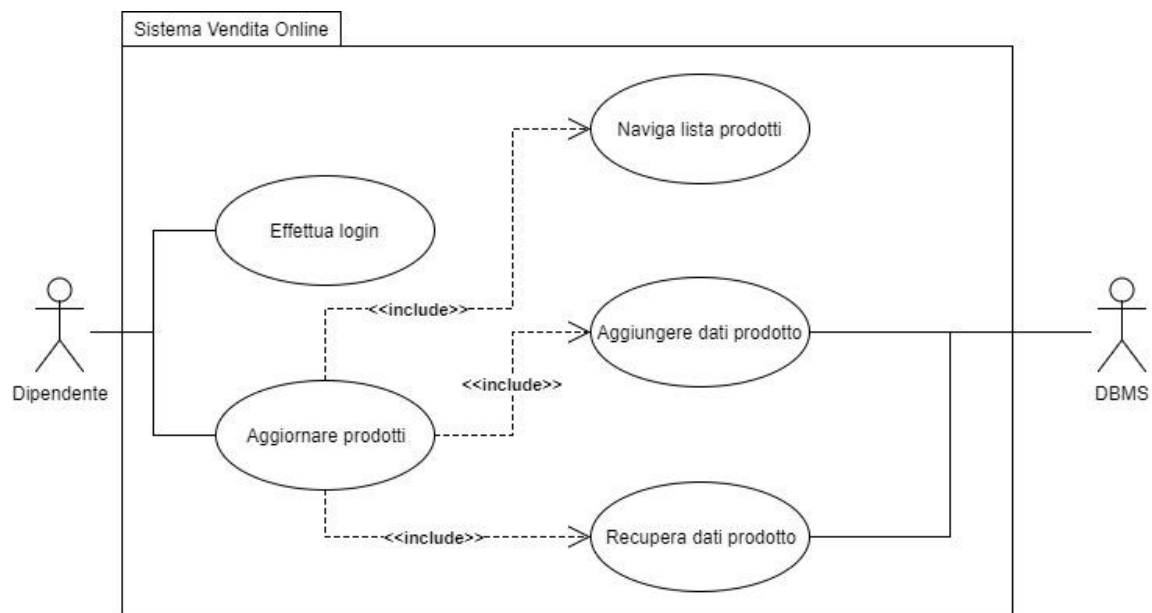 Sistema Vendita Online
Naviga lista prodotti
Effettua login
<<include>>
Aggiungere dati prodotto
<<include>>
Dipendente
DBMS
Aggiornare prodotti
<<include>>
Recupera dati prodotto